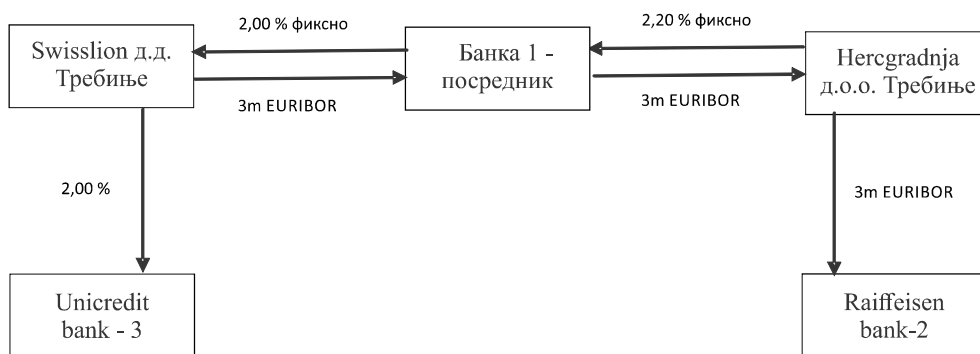 2,00 % фиксно
2,20 % фиксно
Swisslion д.д.
Требиње
Банка 1 -
посредник
Hercgradnja
д.о.о. Требиње
3m EURIBOR
3m EURIBOR
2,00 %
3m EURIBOR
Unicredit
bank - 3
Raiffeisen
bank-2